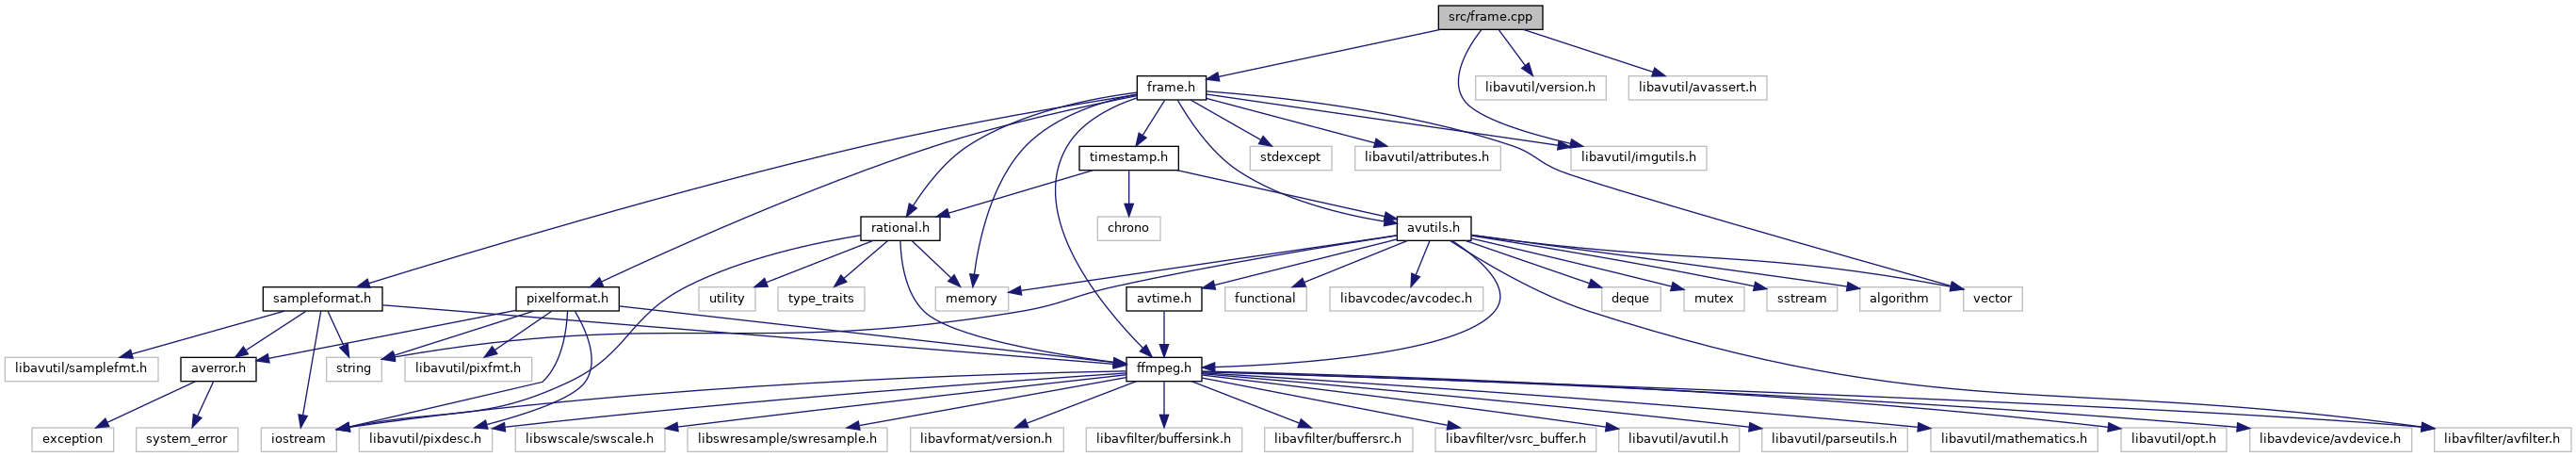 src/frame.cpp
frame.h
libavutil/version.h
libavutil/avassert.h
timestamp.h
stdexcept
libavutil/attributes.h
libavutil/imgutils.h
rational.h
chrono
avutils.h
sampleformat.h
pixelformat.h
utility
type_traits
memory
avtime.h
functional
libavcodec/avcodec.h
deque
mutex
sstream
algorithm
vector
libavutil/samplefmt.h
averror.h
string
libavutil/pixfmt.h
ffmpeg.h
exception
system_error
iostream
libavutil/pixdesc.h
libswscale/swscale.h
libswresample/swresample.h
libavformat/version.h
libavfilter/buffersink.h
libavfilter/buffersrc.h
libavfilter/vsrc_buffer.h
libavutil/avutil.h
libavutil/parseutils.h
libavutil/mathematics.h
libavutil/opt.h
libavdevice/avdevice.h
libavfilter/avfilter.h